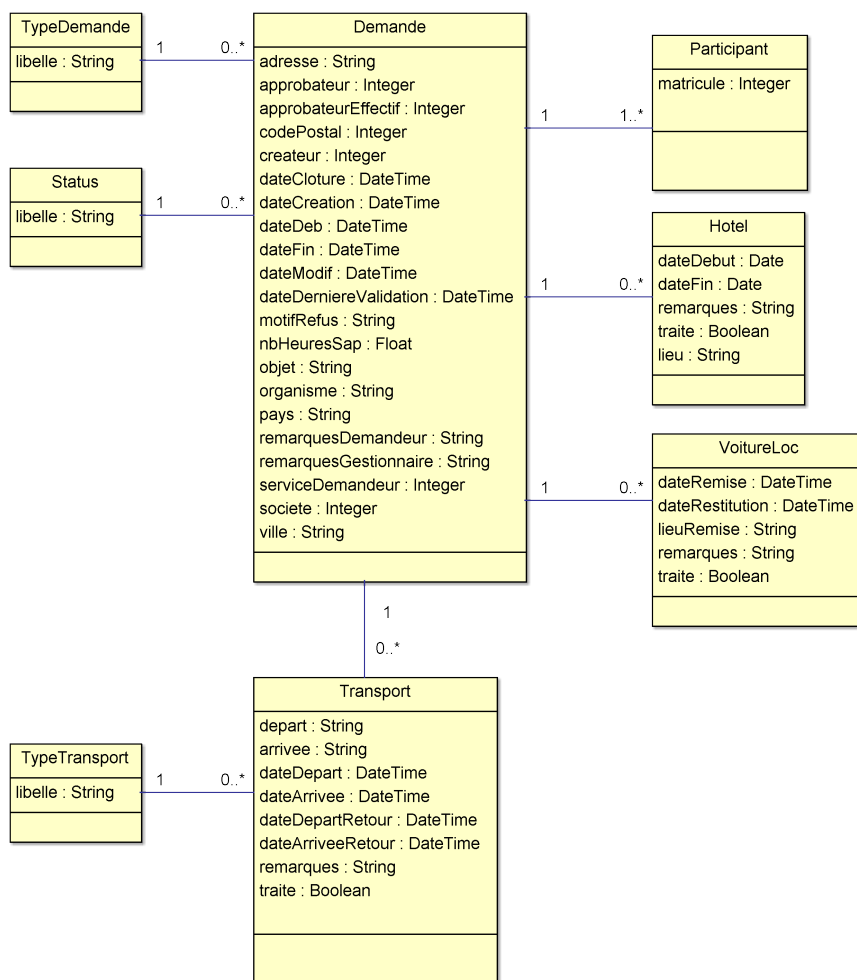 TypeDemande
libelle : String
1
0..*
Status
libelle : String
1
0..*
Demande
adresse : String
approbateur : Integer
approbateurEffectif : Integer
codePostal : Integer
createur : Integer
dateCloture : DateTime
dateCreation : DateTime
dateDeb : DateTime
dateFin : DateTime
dateModif : DateTime
dateDerniereValidation : DateTime
motifRefus : String
nbHeuresSap : Float
objet : String
organisme : String
pays : String
remarquesDemandeur : String
remarquesGestionnaire : String
serviceDemandeur : Integer
societe : Integer
ville : String
1
1..*
Participant
matricule : Integer
1
0..*
Hotel
dateDebut : Date
dateFin : Date
remarques : String
traite : Boolean
lieu : String
1
0..*
VoitureLoc
dateRemise : DateTime
dateRestitution : DateTime
lieuRemise : String
remarques : String
traite : Boolean
1
0..*
TypeTransport
libelle : String
1
0..*
Transport
depart : String
arrivee : String
dateDepart : DateTime
dateArrivee : DateTime
dateDepartRetour : DateTime
dateArriveeRetour : DateTime
remarques : String
traite : Boolean